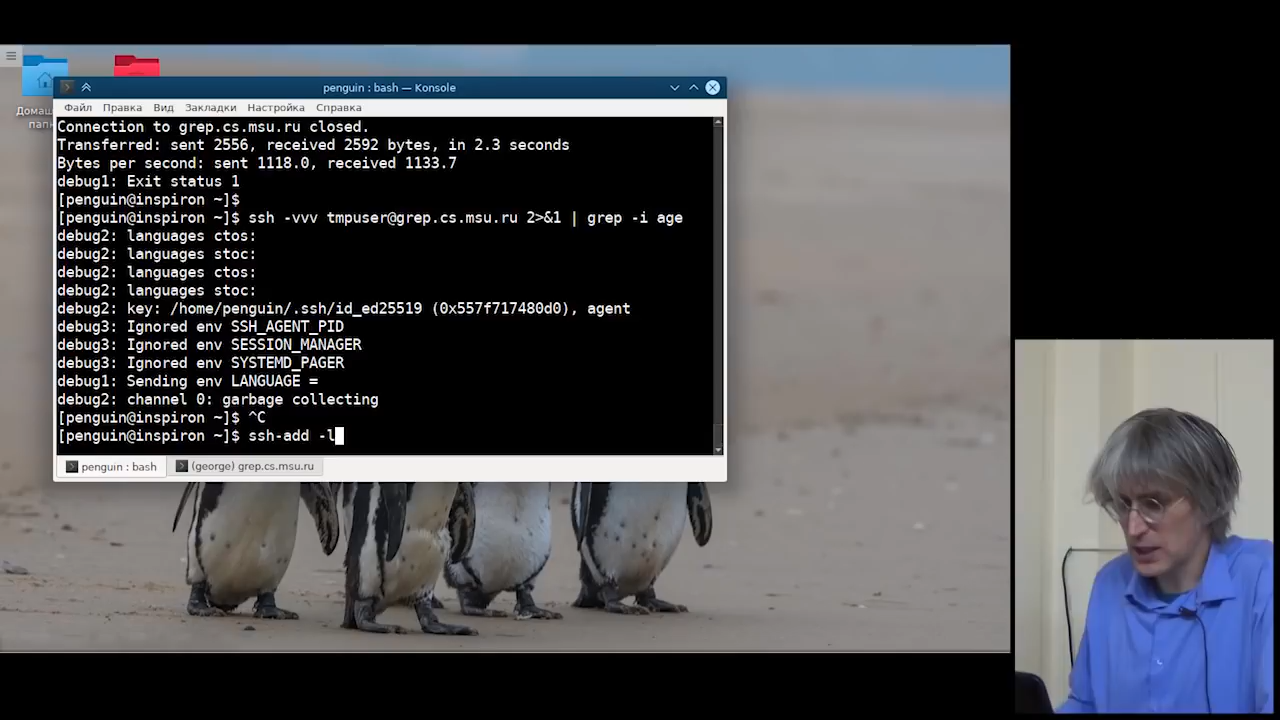 Домаш
папк
penguin : bash — Konsole
Файл Правка Вид Закладки Настройка Справка
Connection to grep.cs.msu.ru closed.
Transferred: sent 2556, received 2592 bytes, in 2.3 seconds
Bytes per second: sent 1118.0, received 1133.7
debug1: Exit status 1
[penguin@inspiron ~]$
[penguin@inspiron ~]$ ssh -vvv tmpuser@grep.cs.msu.ru 2>&1 | grep -i age
debug2: languages ctos:
debug2: languages stoc:
debug2: languages ctos:
debug2: languages stoc:
debug2: key: /home/penguin/.ssh/id_ed25519 (0x557f717480d0), agent
debug3: Ignored env SSH_AGENT_PID
debug3: Ignored env SESSION_MANAGER
debug3: Ignored env SYSTEMD_PAGER
debug1: Sending env LANGUAGE =
debug2: channel 0: garbage collecting
[penguin@inspiron ~]$ ^C
[penguin@inspiron ~]$ ssh-add -l
penguin : bash (george) grep.cs.msu.ru